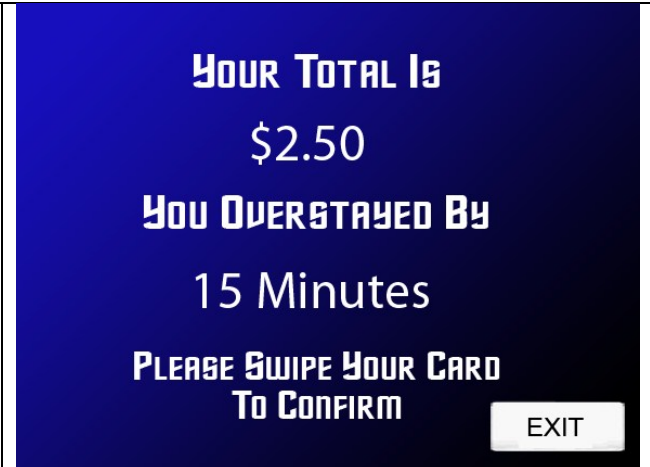 Your Total Is
$2.50
You Overstayed By
15 Minutes
Please Swipe Your Card
To Confirm
EXIT